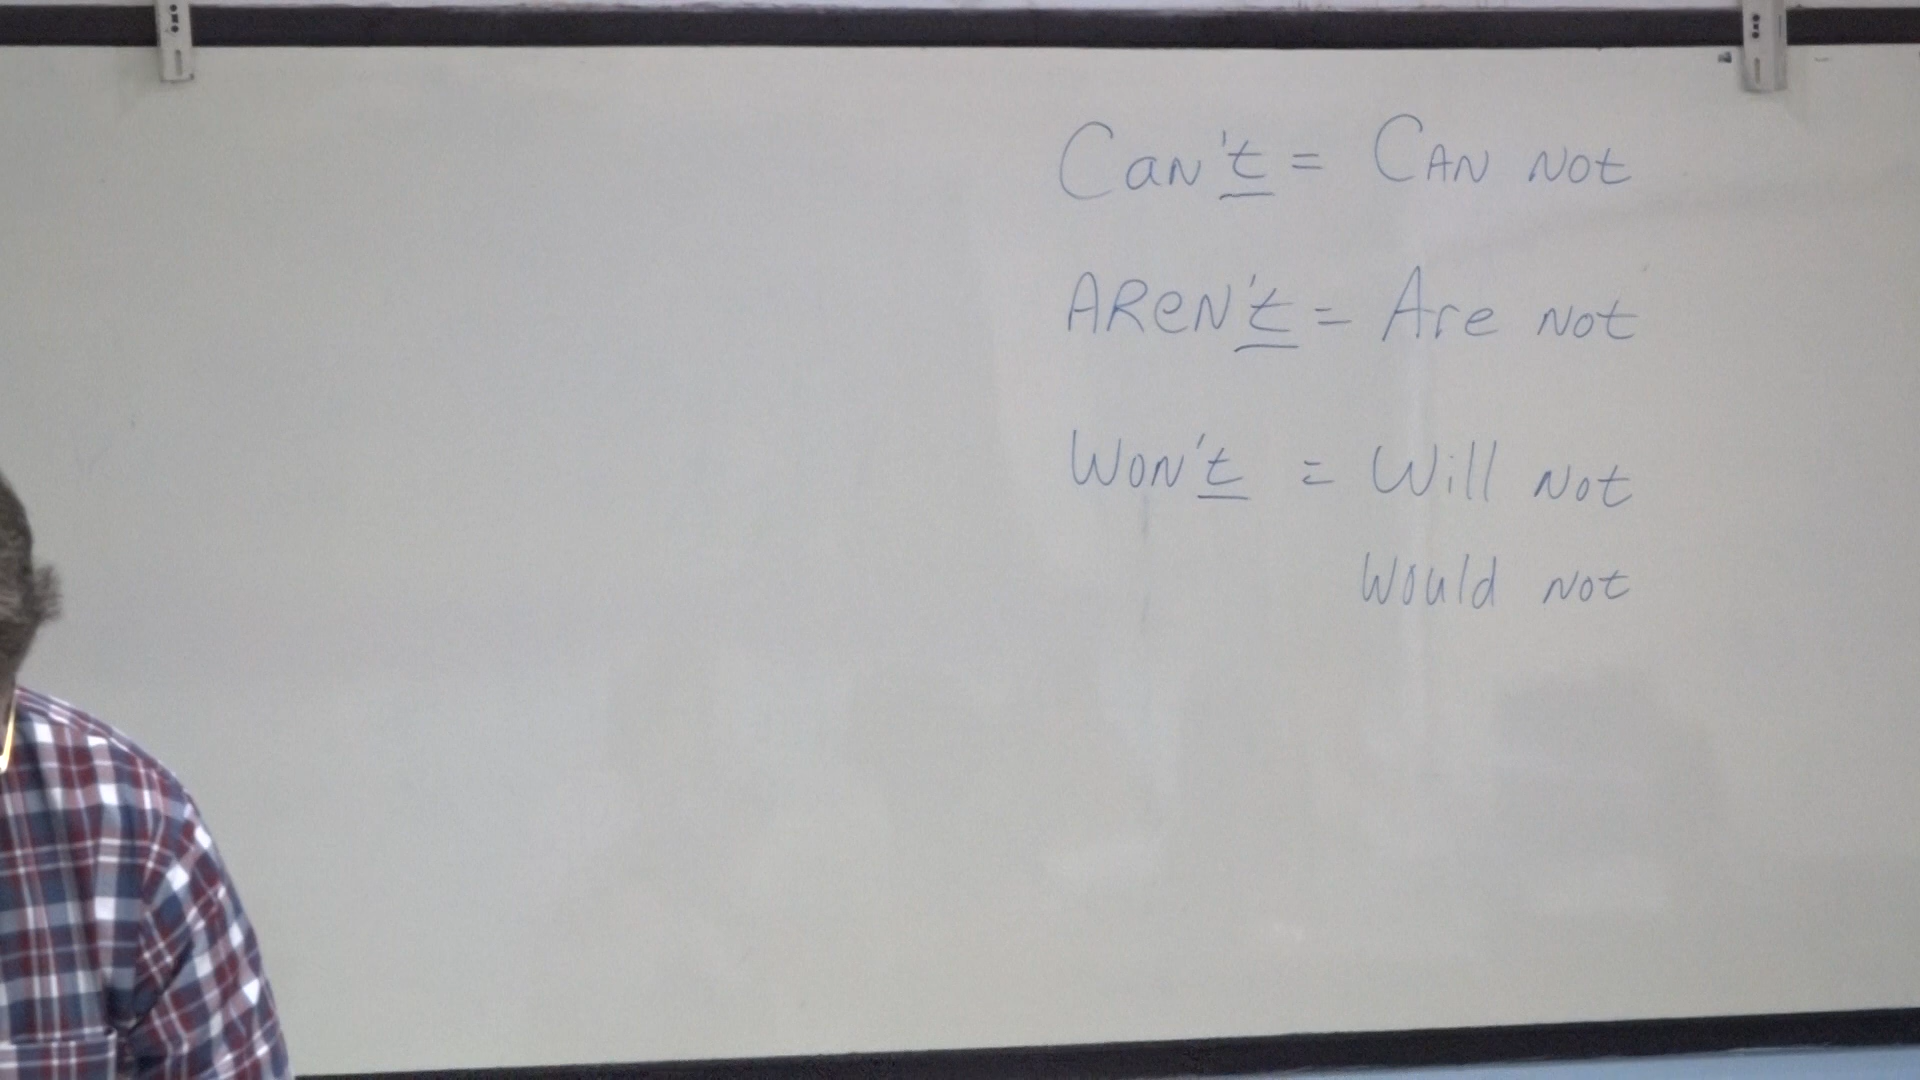 Can't = CAN Not
AReN't = Are Not
Won't = Will Not
Would Not